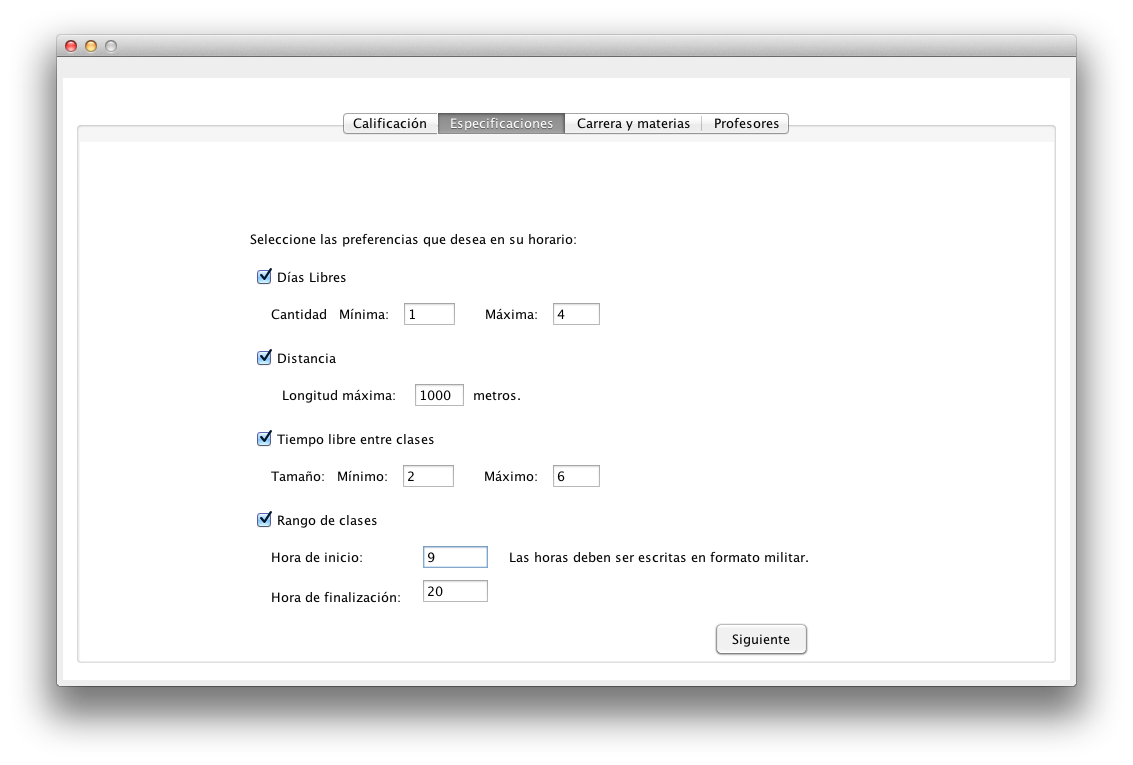 Calificación Especificaciones Carrera y materias Profesores
Seleccione las preferencias que desea en su horario:
Días Libres
Cantidad Mínima: 1 Máxima: 4
Distancia
Longitud máxima: 1000 metros.
Tiempo libre entre clases
Tamaño: Mínimo: 2 Máximo: 6
Rango de clases
Hora de inicio: 9 Las horas deben ser escritas en formato militar.
Hora de finalización: 20
Siguiente